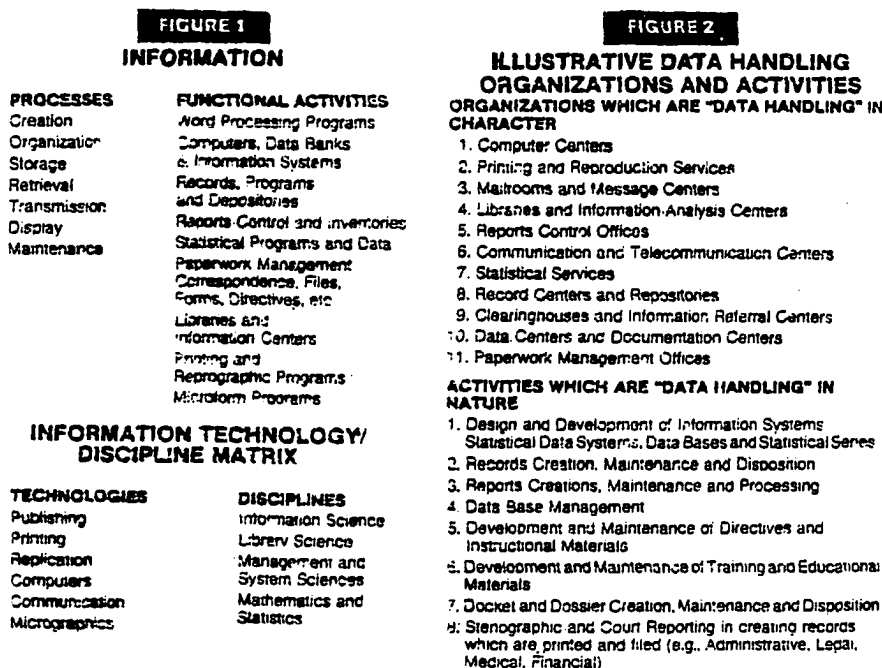 FIGURE 1
INFORMATION
PROCESSES
Creation
Organization
Storage
Retrieval
Transmission
Display
Maintenance
FUNCTIONAL ACTIVITIES
Word Processing Programs
Computers, Data Banks
& Information Systems
Records, Programs
and Depositories
Reports Control and Inventories
Statistical Programs and Data
Paperwork Management
Correspondence, Files,
Forms, Directives, etc
Libraries and
Information Centers
Printing and
Reprographic Programs
Microform Programs
INFORMATION TECHNOLOGY/
DISCIPLINE MATRIX
TECHNOLOGIES
Publishing
Printing
Replication
Computers
Communication
Micrographics
DISCIPLINES
Information Science
Library Science
Management and
System Sciences
Mathematics and
Statistics
FIGURE 2
ILLUSTRATIVE DATA HANDLING
ORGANIZATIONS AND ACTIVITIES
ORGANIZATIONS WHICH ARE "DATA HANDLING" IN
CHARACTER
1. Computer Centers
2. Printing and Reproduction Services
3. Mailrooms and Message Centers
4. Libraries and Information Analysis Centers
5. Reports Control Offices
6. Communication and Telecommunication Centers
7. Statistical Services
8. Record Centers and Repositories
9. Clearinghouses and Information Referral Centers
10. Data Centers and Documentation Centers
11. Paperwork Management Offices
ACTIVITIES WHICH ARE "DATA HANDLING" IN
NATURE
1. Design and Development of Information Systems
Statistical Data Systems, Data Bases and Statistical Series
2. Records Creation, Maintenance and Disposition
3. Reports Creations, Maintenance and Processing
4. Data Base Management
5. Development and Maintenance of Directives and
Instructional Materials
6. Development and Maintenance of Training and Educational
Materials
7. Docket and Dossier Creation, Maintenance and Disposition
8. Stenographic and Court Reporting in creating records
which are printed and filed (e.g., Administrative, Legal,
Medical, Financial)